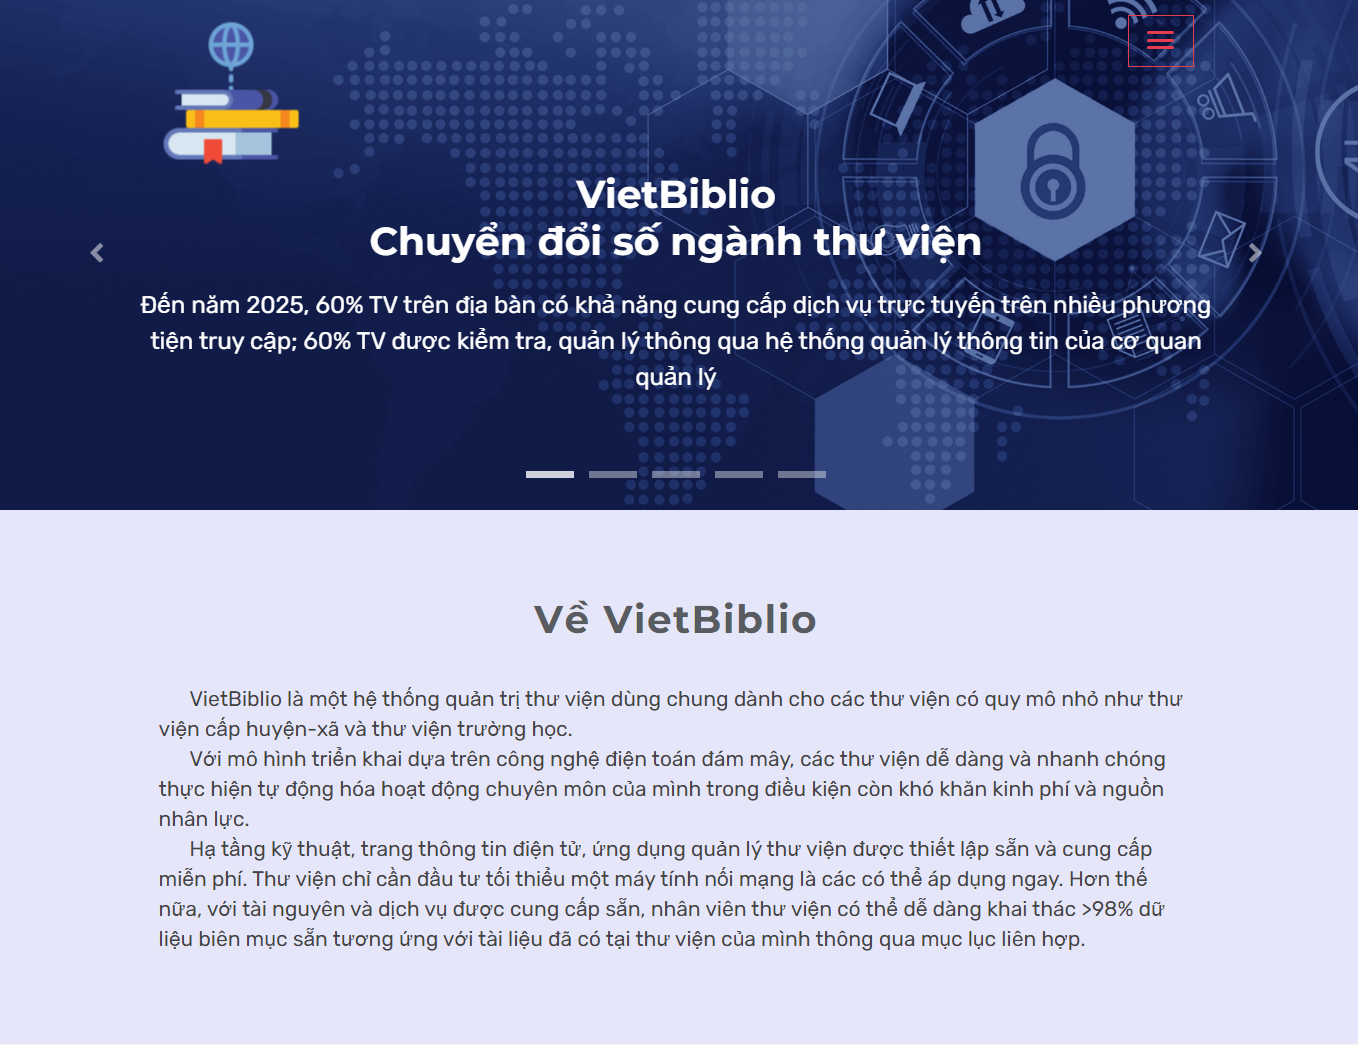 VietBiblio
Chuyển đổi số ngành thư viện
Đến năm 2025, 60% TV trên địa bàn có khả năng cung cấp dịch vụ trực tuyến trên nhiều phương
tiện truy cập; 60% TV được kiểm tra, quản lý thông qua hệ thống quản lý thông tin của cơ quan
quản lý
Về VietBiblio
VietBiblio là một hệ thống quản trị thư viện dùng chung dành cho các thư viện có quy mô nhỏ như thư
viện cấp huyện-xã và thư viện trường học.
Với mô hình triển khai dựa trên công nghệ điện toán đám mây, các thư viện dễ dàng và nhanh chóng
thực hiện tự động hóa hoạt động chuyên môn của mình trong điều kiện còn khó khăn kinh phí và nguồn
nhân lực.
Hạ tầng kỹ thuật, trang thông tin điện tử, ứng dụng quản lý thư viện được thiết lập sẵn và cung cấp
miễn phí. Thư viện chỉ cần đầu tư tối thiểu một máy tính nối mạng là các có thể áp dụng ngay. Hơn thế
nữa, với tài nguyên và dịch vụ được cung cấp sẵn, nhân viên thư viện có thể dễ dàng khai thác >98% dữ
liệu biên mục sẵn tương ứng với tài liệu đã có tại thư viện của mình thông qua mục lục liên hợp.